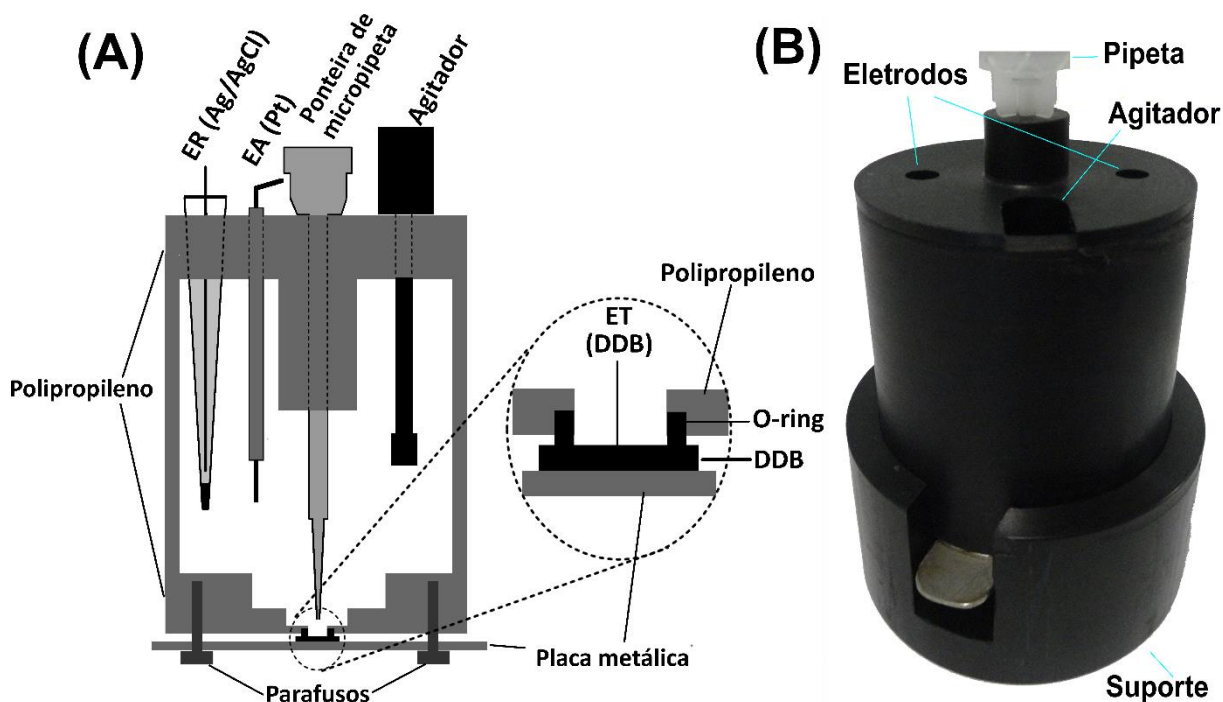 (A)
ER (Ag/AgCl)
EA (Pt)
Ponteira de
micropipeta
Agitador
Polipropileno
Polipropileno
ET
(DDB)
O-ring
DDB
Placa metálica
Parafusos
(B)
Pipeta
Eletrodos
Agitador
Suporte